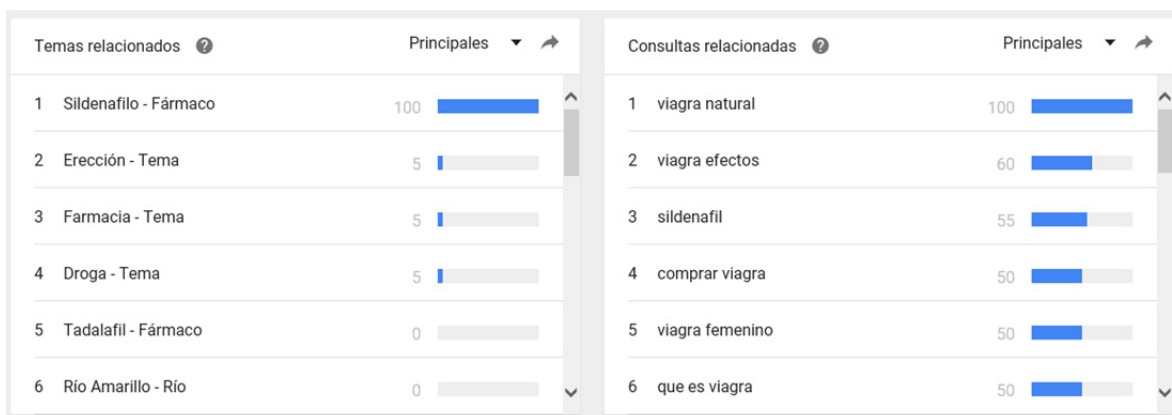 Temas relacionados ?
Principales
1 Sildenafilo - Fármaco 100
2 Erección - Tema 5
3 Farmacia - Tema 5
4 Droga - Tema 5
5 Tadalafil - Fármaco 0
6 Río Amarillo - Río 0
Consultas relacionadas ?
Principales
1 viagra natural 100
2 viagra efectos 60
3 sildenafil 55
4 comprar viagra 50
5 viagra femenino 50
6 que es viagra 50